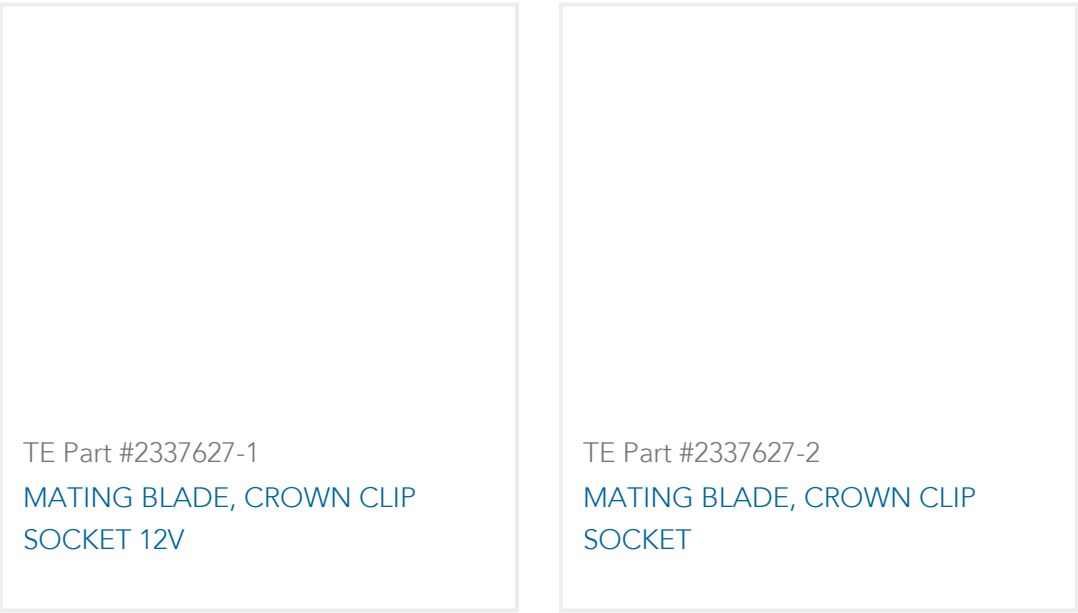 TE Part #2337627-1
MATING BLADE, CROWN CLIP
SOCKET 12V
TE Part #2337627-2
MATING BLADE, CROWN CLIP
SOCKET